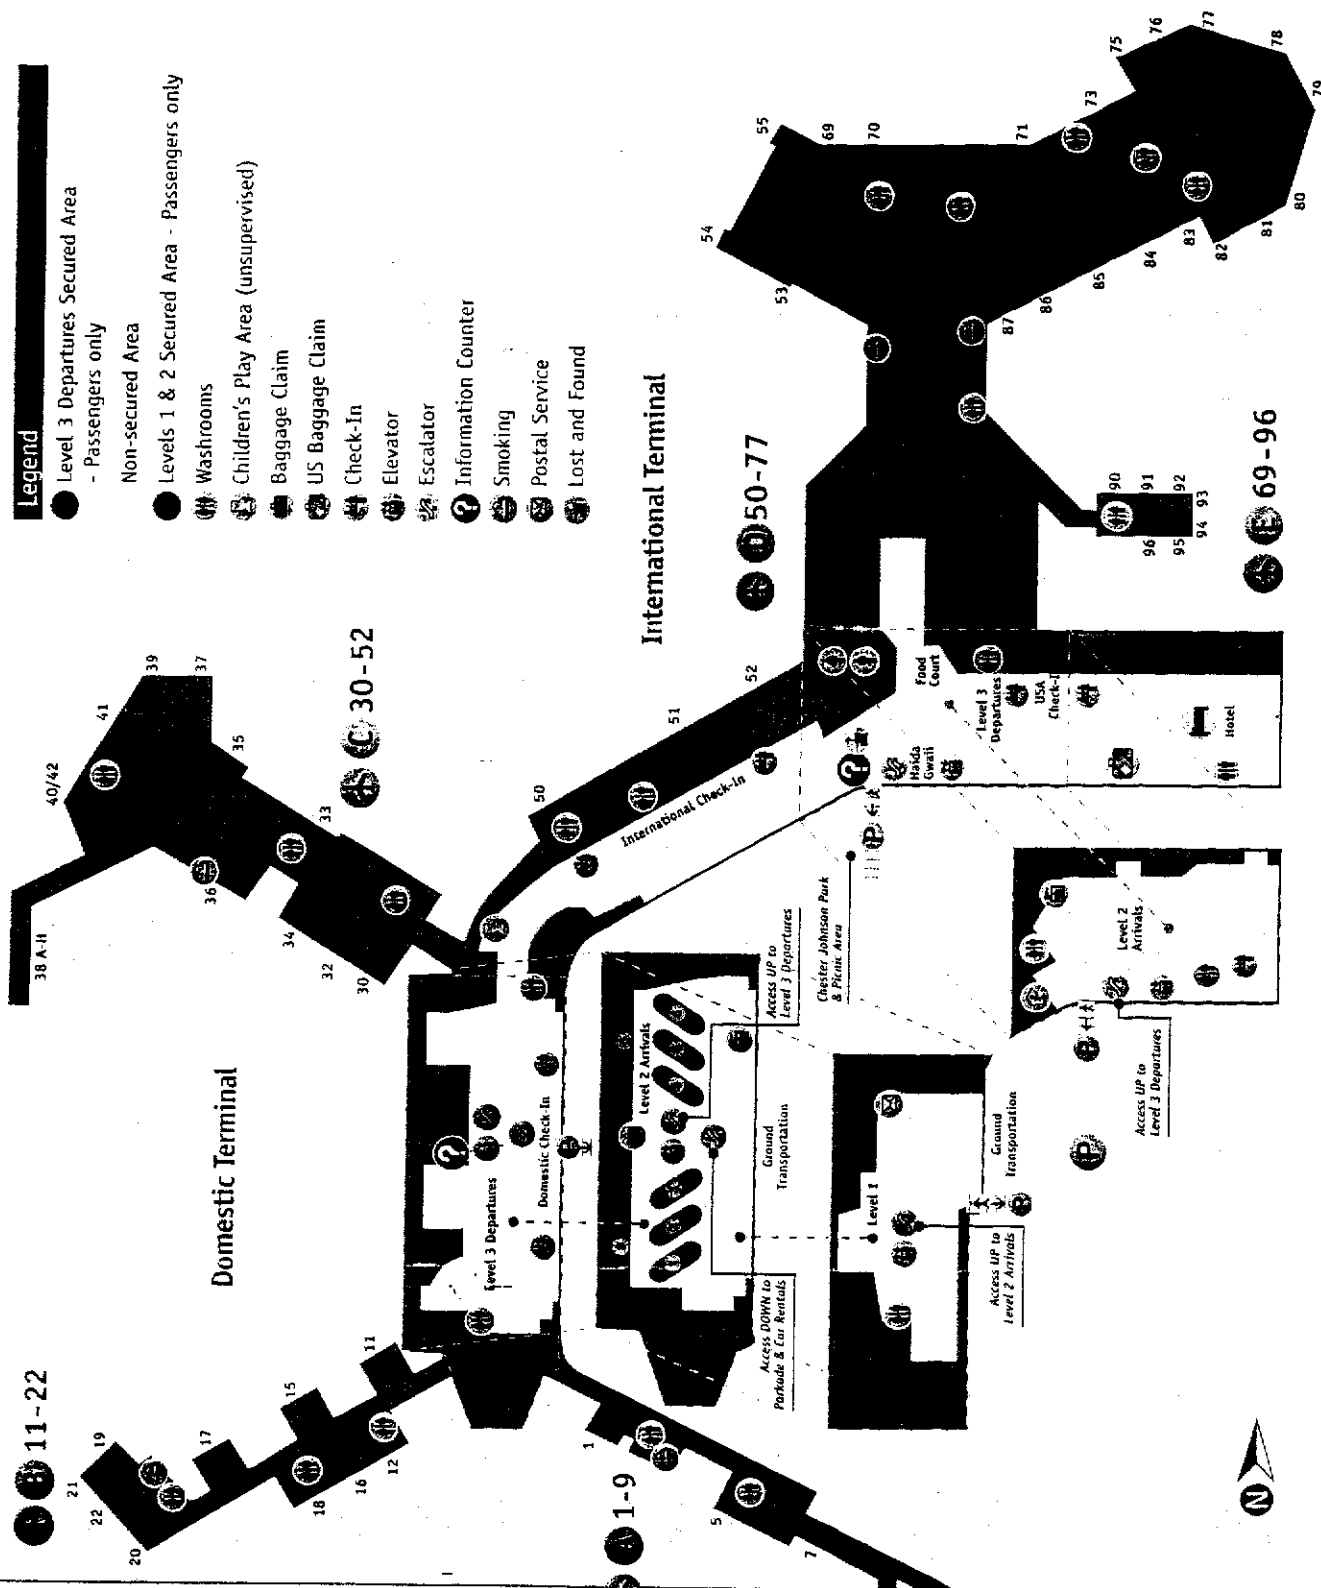 Legend
Level 3 Departures Secured Area
- Passengers only
Non-secured Area
Levels 1 & 2 Secured Area - Passengers only
Washrooms
Children's Play Area (unsupervised)
Baggage Claim
US Baggage Claim
Check-In
Elevator
Escalator
? Information Counter
Smoking
Postal Service
Lost and Found
B 11-22
21
19
22
20
17
15
18
16
12
11
A 1-9
1
5
7
Domestic Terminal
C 30-52
38 A-H
40/42
41
39
37
36
35
34
33
32
30
?
Level 3 Departures
Domestic Check-In
Level 2 Arrivals
Ground
Transportation
Access UP to
Level 3 Departures
Access DOWN to
Parkade & Car Rentals
Level 1
Ground
Transportation
Access UP to
Level 2 Arrivals
International Terminal
50
51
52
International Check-In
Chester Johnson Park
& Picnic Area
?
P
Haida
Gwaii
Food
Court
Level 3
Departures
USA
Check-I
Hotel
Level 2
Arrivals
Access UP to
Level 3 Departures
P
D 50-77
53
54
55
69
70
71
73
75
76
77
78
79
80
81
82
83
84
85
86
87
E 69-96
90
91
92
93
94
95
96
N